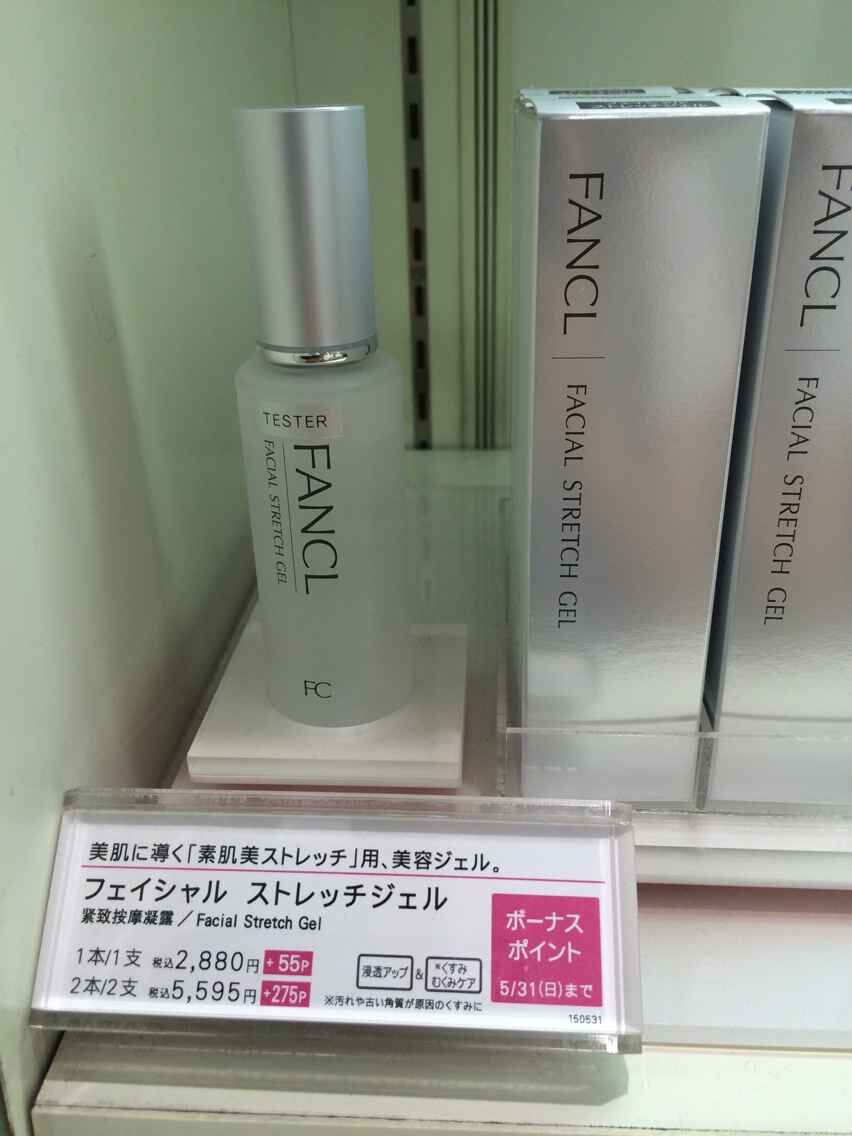 TESTER
FANCL
FACIAL STRETCH GEL
FC
FANCL
FACIAL STRETCH GEL
FANCL
FACIAL STRETCH GEL
美肌に導く「素肌美ストレッチ」用、美容ジェル。
フェイシャル ストレッチジェル
紧致按摩凝露/Facial Stretch Gel
1本/1支 税込2,880円 +55P
2本/2支 税込5,595円 +275P
浸透アップ & *くすみ むくみケア
※汚れや古い角質が原因のくすみに
ボーナス
ポイント
5/31(日)まで
150531